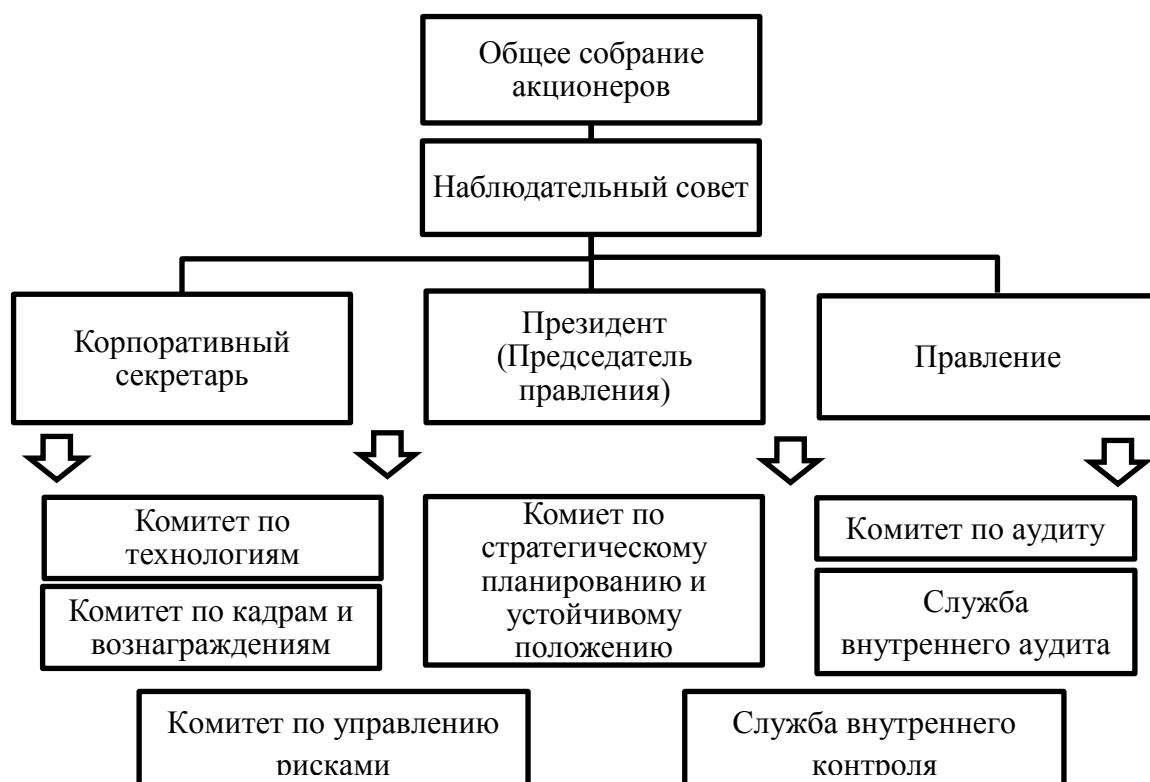 Общее собрание
акционеров
Наблюдательный совет
Корпоративный
секретарь
Президент
(Председатель
правления)
Правление
Комитет по
технологиям
Комитет по кадрам и
вознаграждениям
Комиет по
стратегическому
планированию и
устойчивому
положению
Комитет по аудиту
Служба
внутреннего аудита
Комитет по управлению
рисками
Служба внутреннего
контроля